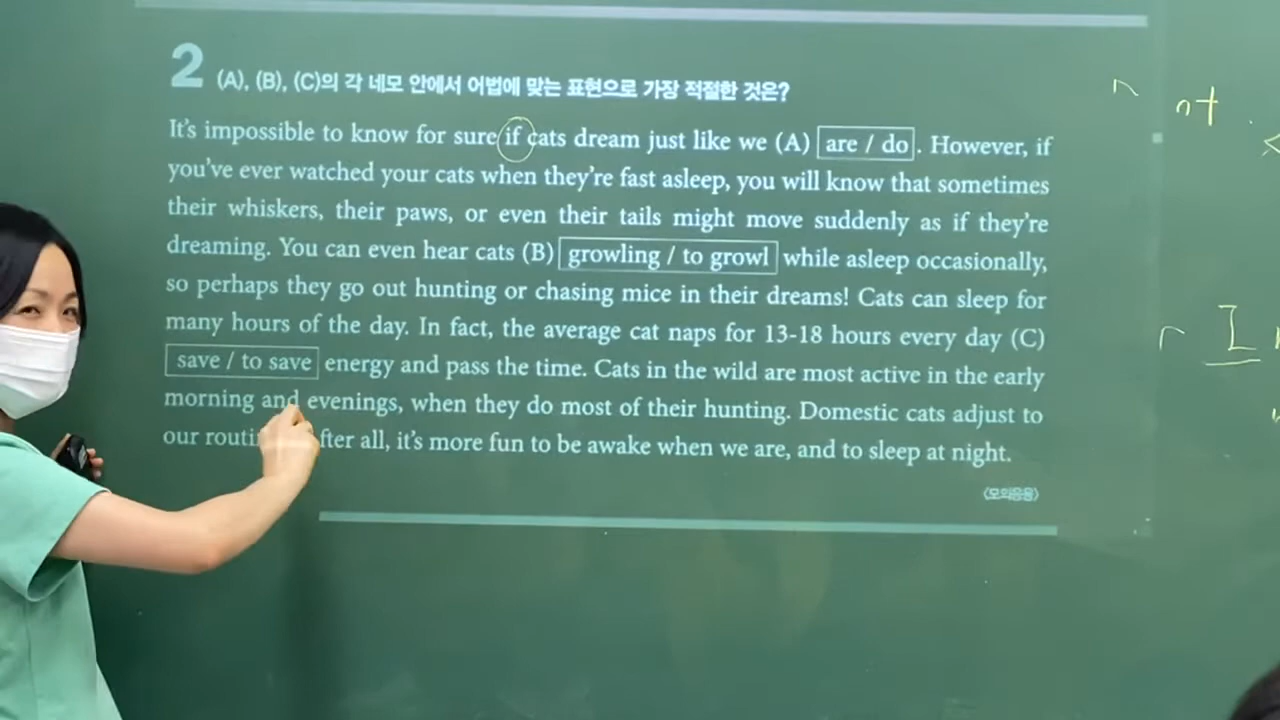 2 (A), (B), (C)의 각 네모 안에서 어법에 맞는 표현으로 가장 적절한 것은?
It's impossible to know for sure if cats dream just like we (A) are / do . However, if
you've ever watched your cats when they're fast asleep, you will know that sometimes
their whiskers, their paws, or even their tails might move suddenly as if they're
dreaming. You can even hear cats (B) growling / to growl while asleep occasionally,
so perhaps they go out hunting or chasing mice in their dreams! Cats can sleep for
many hours of the day. In fact, the average cat naps for 13-18 hours every day (C)
save / to save energy and pass the time. Cats in the wild are most active in the early
morning and evenings, when they do most of their hunting. Domestic cats adjust to
our fter all, it's more fun to be awake when we are, and to sleep at night.
<모의응용>
ot
I